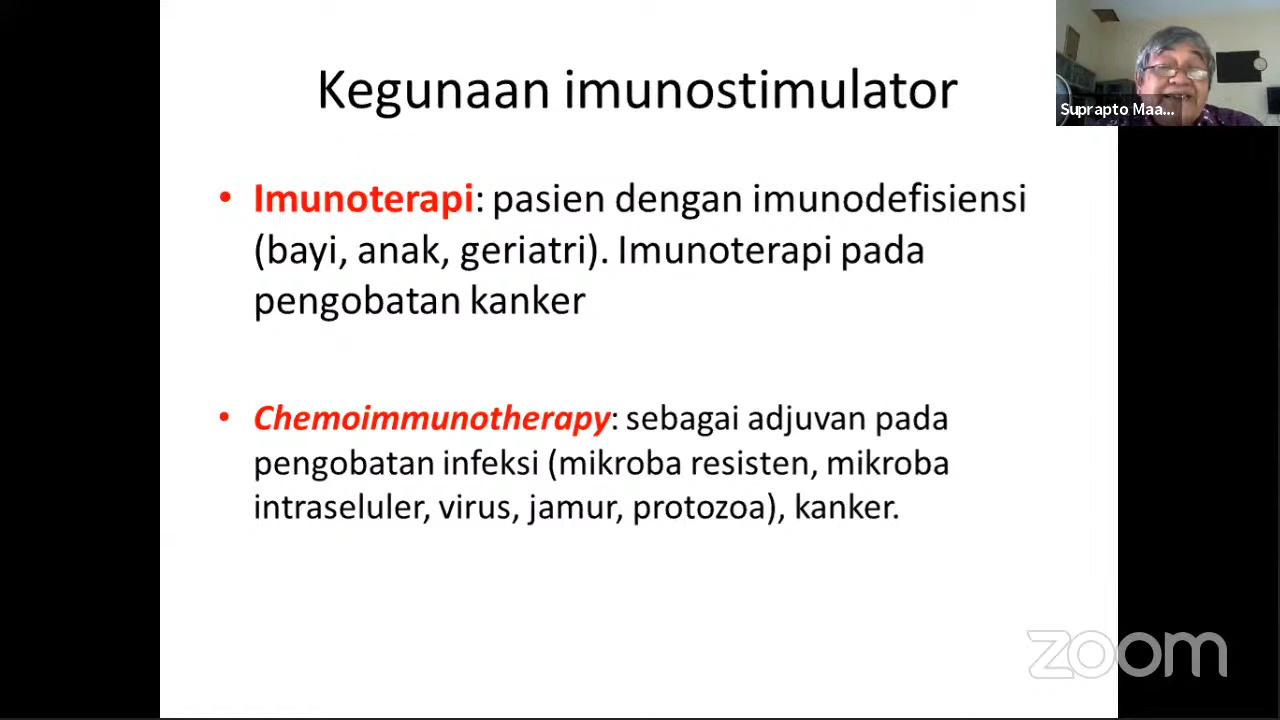 Kegunaan imunostimulator
Suprapto Maa...
• Imunoterapi: pasien dengan imunodefisiensi
(bayi, anak, geriatri). Imunoterapi pada
pengobatan kanker
• Chemoimmunotherapy: sebagai adjuvan pada
pengobatan infeksi (mikroba resisten, mikroba
intraseluler, virus, jamur, protozoa), kanker.
zoom